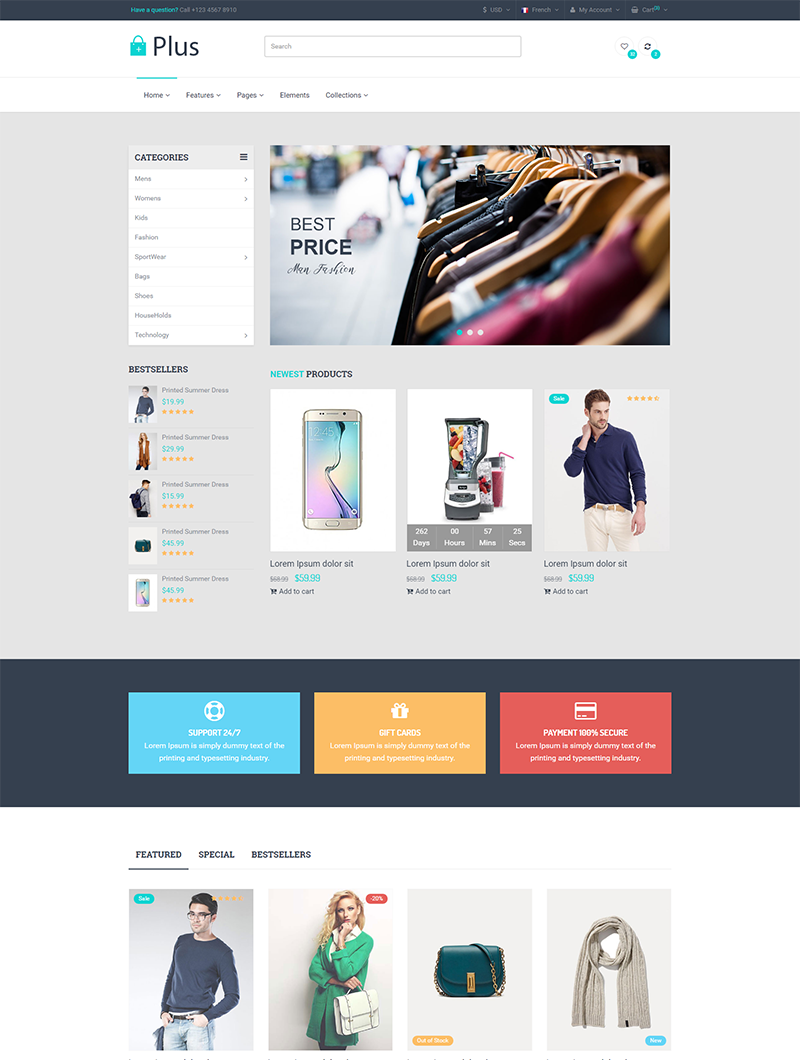 Have a question? Call +123 4567 8910
$ USD
French
My Account
Cart
Plus
Search
Home
Features
Pages
Elements
Collections
CATEGORIES
Mens
Womens
Kids
Fashion
SportWear
Bags
Shoes
HouseHolds
Technology
BEST
PRICE
Man Fashion
BESTSELLERS
Printed Summer Dress
$19.99
Printed Summer Dress
$29.99
Printed Summer Dress
$15.99
Printed Summer Dress
$45.99
Printed Summer Dress
$45.99
NEWEST PRODUCTS
Lorem Ipsum dolor sit
$68.99 $59.99
Add to cart
262 00 57 25
Days Hours Mins Secs
Lorem Ipsum dolor sit
$68.99 $59.99
Add to cart
Sale
Lorem Ipsum dolor sit
$68.99 $59.99
Add to cart
SUPPORT 24/7
Lorem Ipsum is simply dummy text of the
printing and typesetting industry.
GIFT CARDS
Lorem Ipsum is simply dummy text of the
printing and typesetting industry.
PAYMENT 100% SECURE
Lorem Ipsum is simply dummy text of the
printing and typesetting industry.
FEATURED
SPECIAL
BESTSELLERS
Sale
-20%
Out of Stock
New